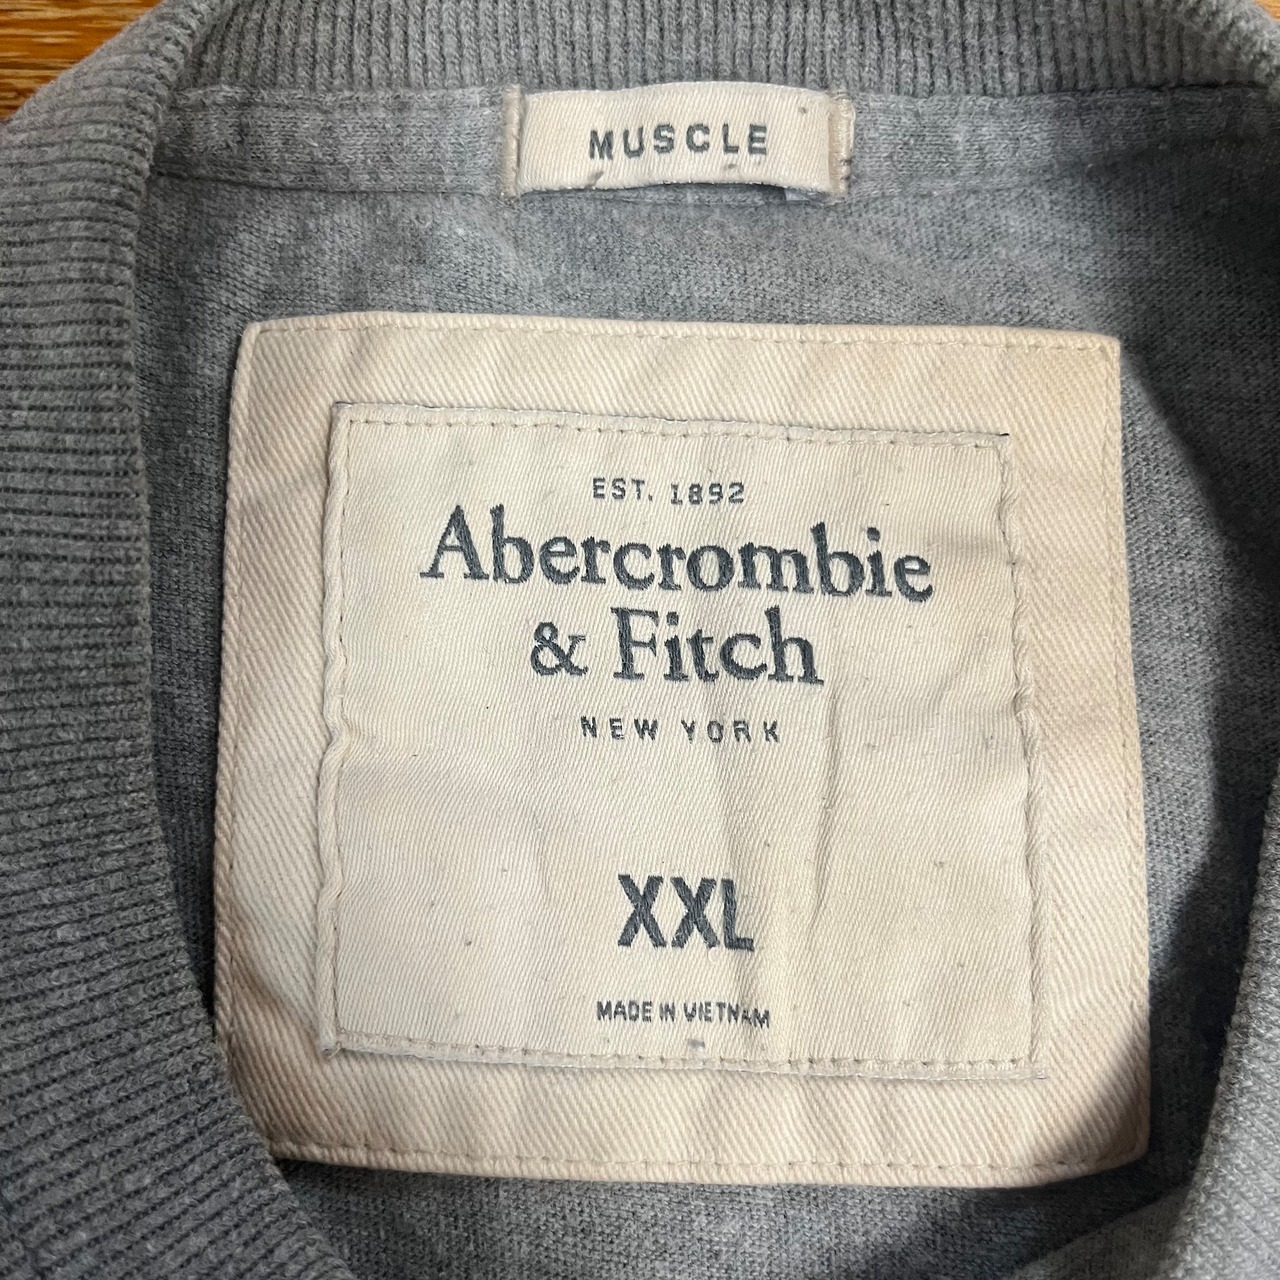 MUSCLE
EST. 1892
Abercrombie
& Fitch
NEW YORK
XXL
MADE IN VIETNAM